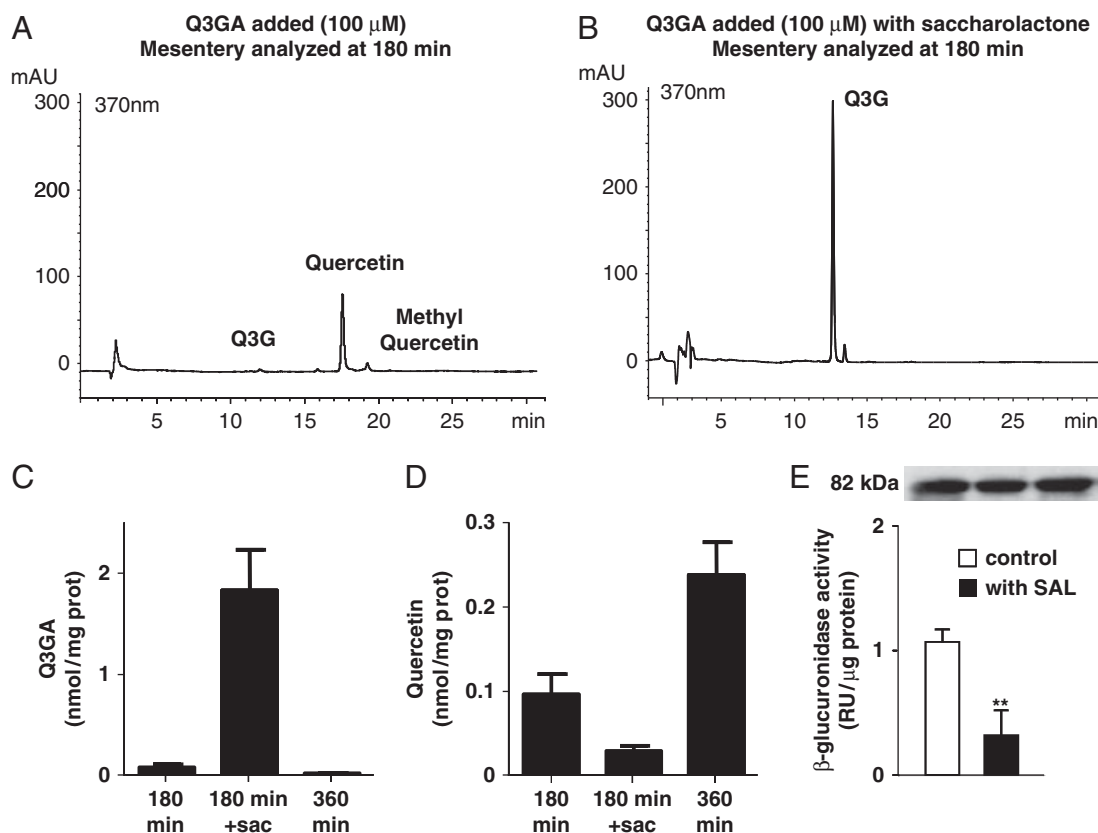 A
Q3GA added (100 μM)
Mesentery analyzed at 180 min
mAU
370nm
300
200
100
0
Q3G
Quercetin
Methyl
Quercetin
5 10 15 20 25 min
B
Q3GA added (100 μM) with saccharolactone
Mesentery analyzed at 180 min
mAU
370nm
300
200
100
0
Q3G
5 10 15 20 25 min
C
Q3GA
(nmol/mg prot)
2
1
0
180
min
180 min
+sac
360
min
D
Quercetin
(nmol/mg prot)
0.3
0.2
0.1
0
180
min
180 min
+sac
360
min
E
82 kDa
β-glucuronidase activity
(RU/μg protein)
2
1
0
control
with SAL
**